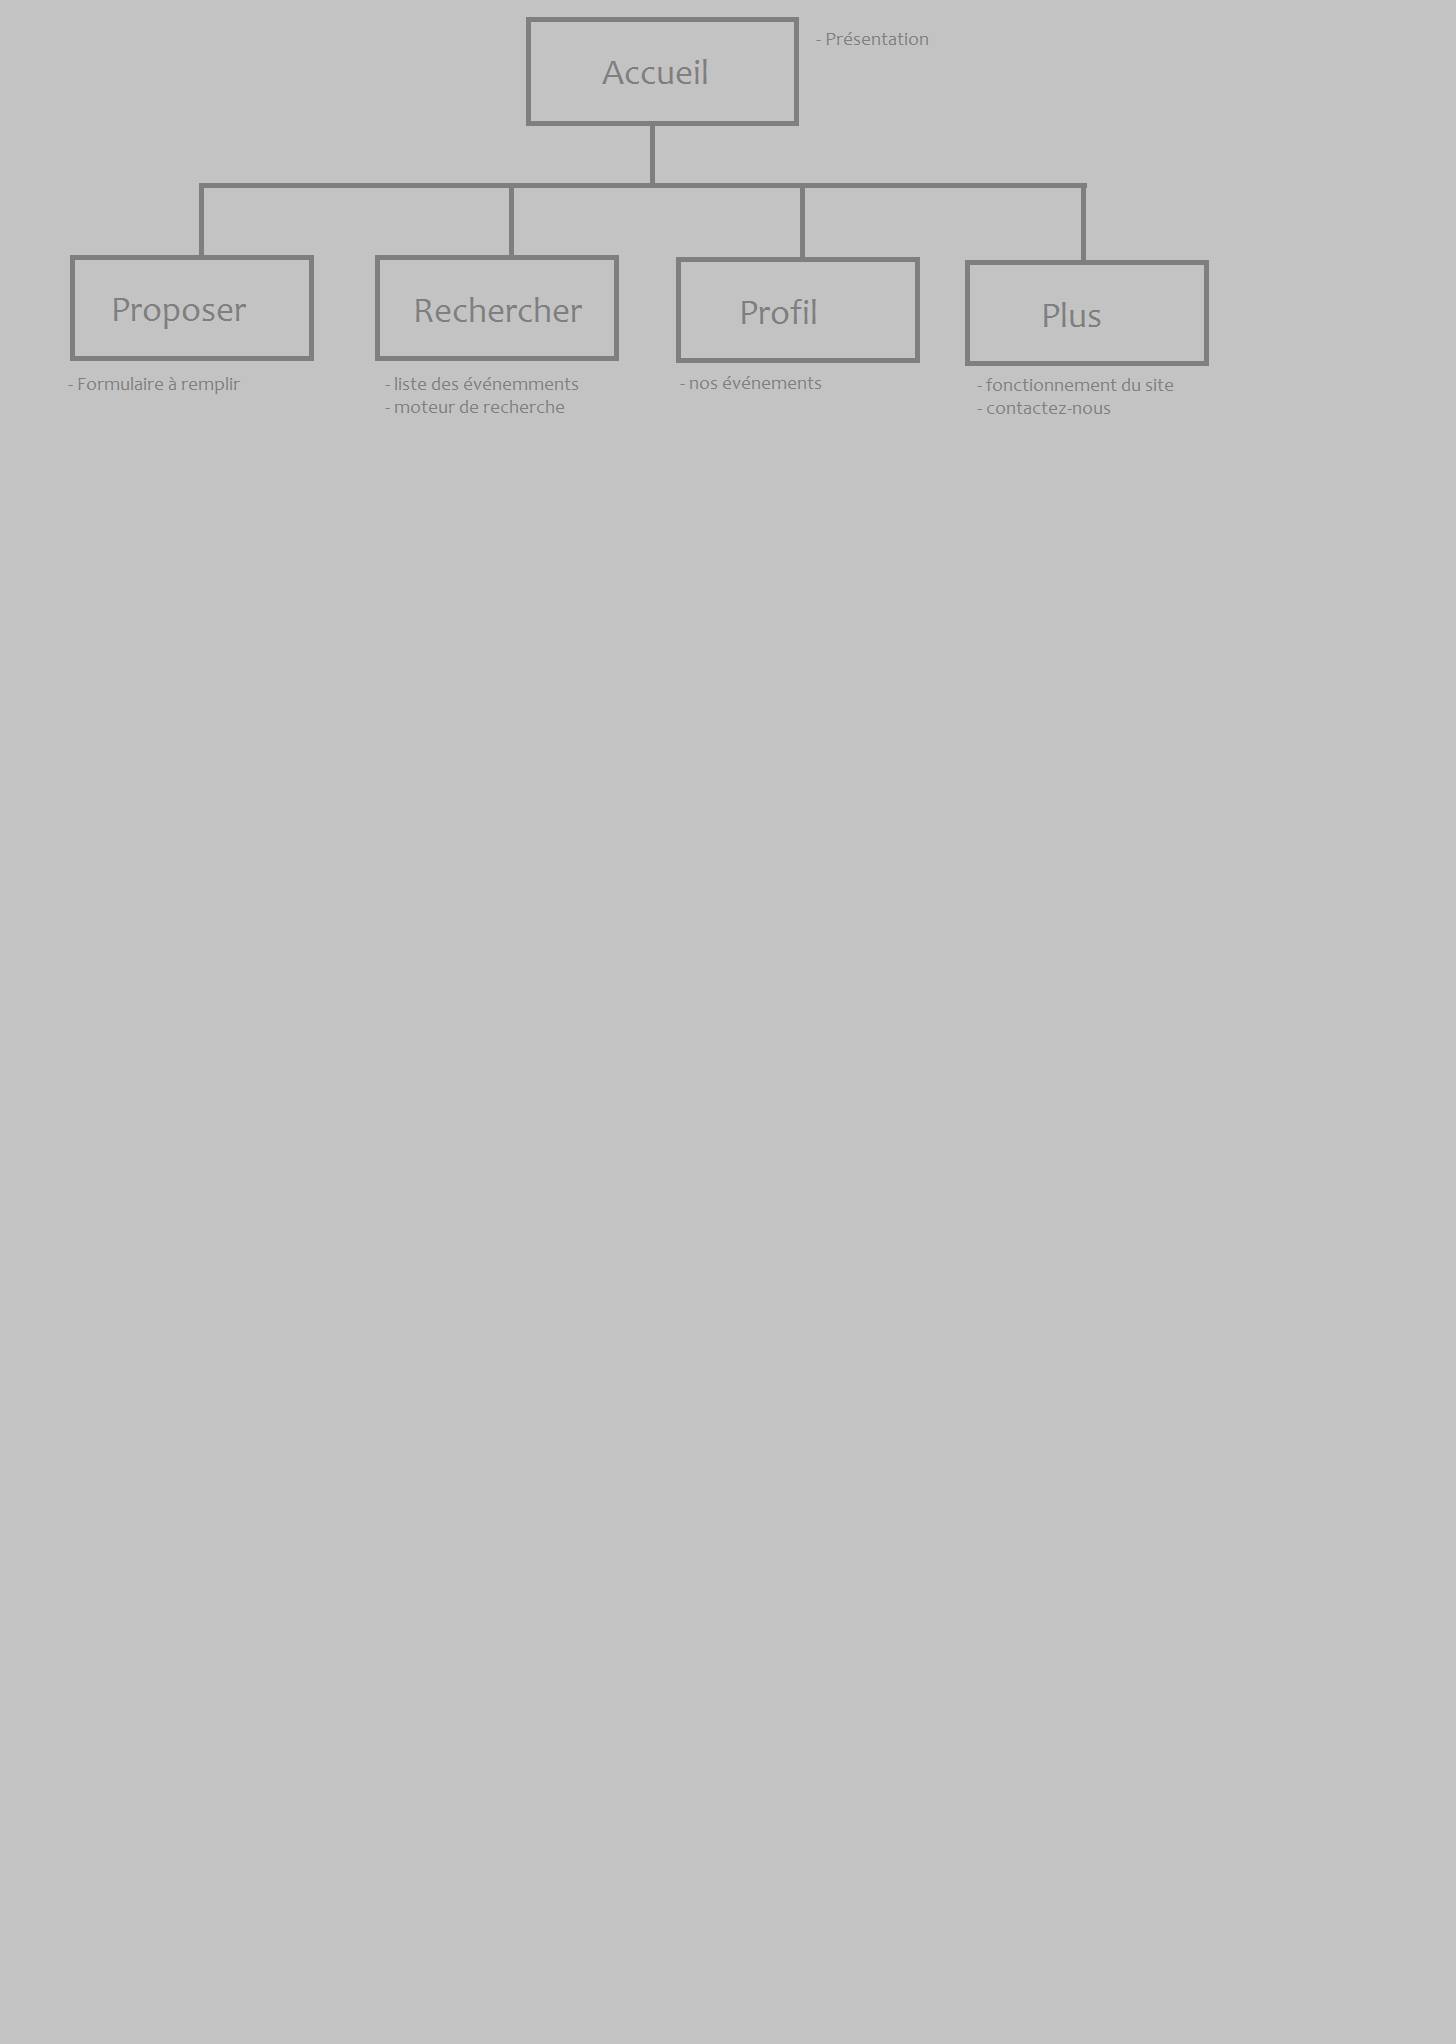 Accueil
- Présentation
Proposer
Rechercher
Profil
Plus
- Formulaire à remplir
- liste des événemments
- moteur de recherche
- nos événements
- fonctionnement du site
- contactez-nous